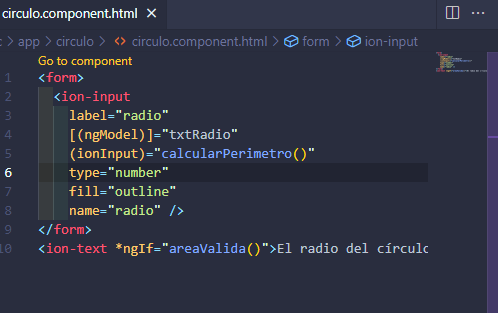 circulo.component.html
app > circulo > circulo.component.html > form > ion-input
Go to component
1 <form>
2 <ion-input
3 label="radio"
4 [(ngModel)]="txtRadio"
5 (ionInput)="calcularPerimetro()"
6 type="number"
7 fill="outline"
8 name="radio" />
9 </form>
10 <ion-text *ngIf="areaValida()">El radio del círculo